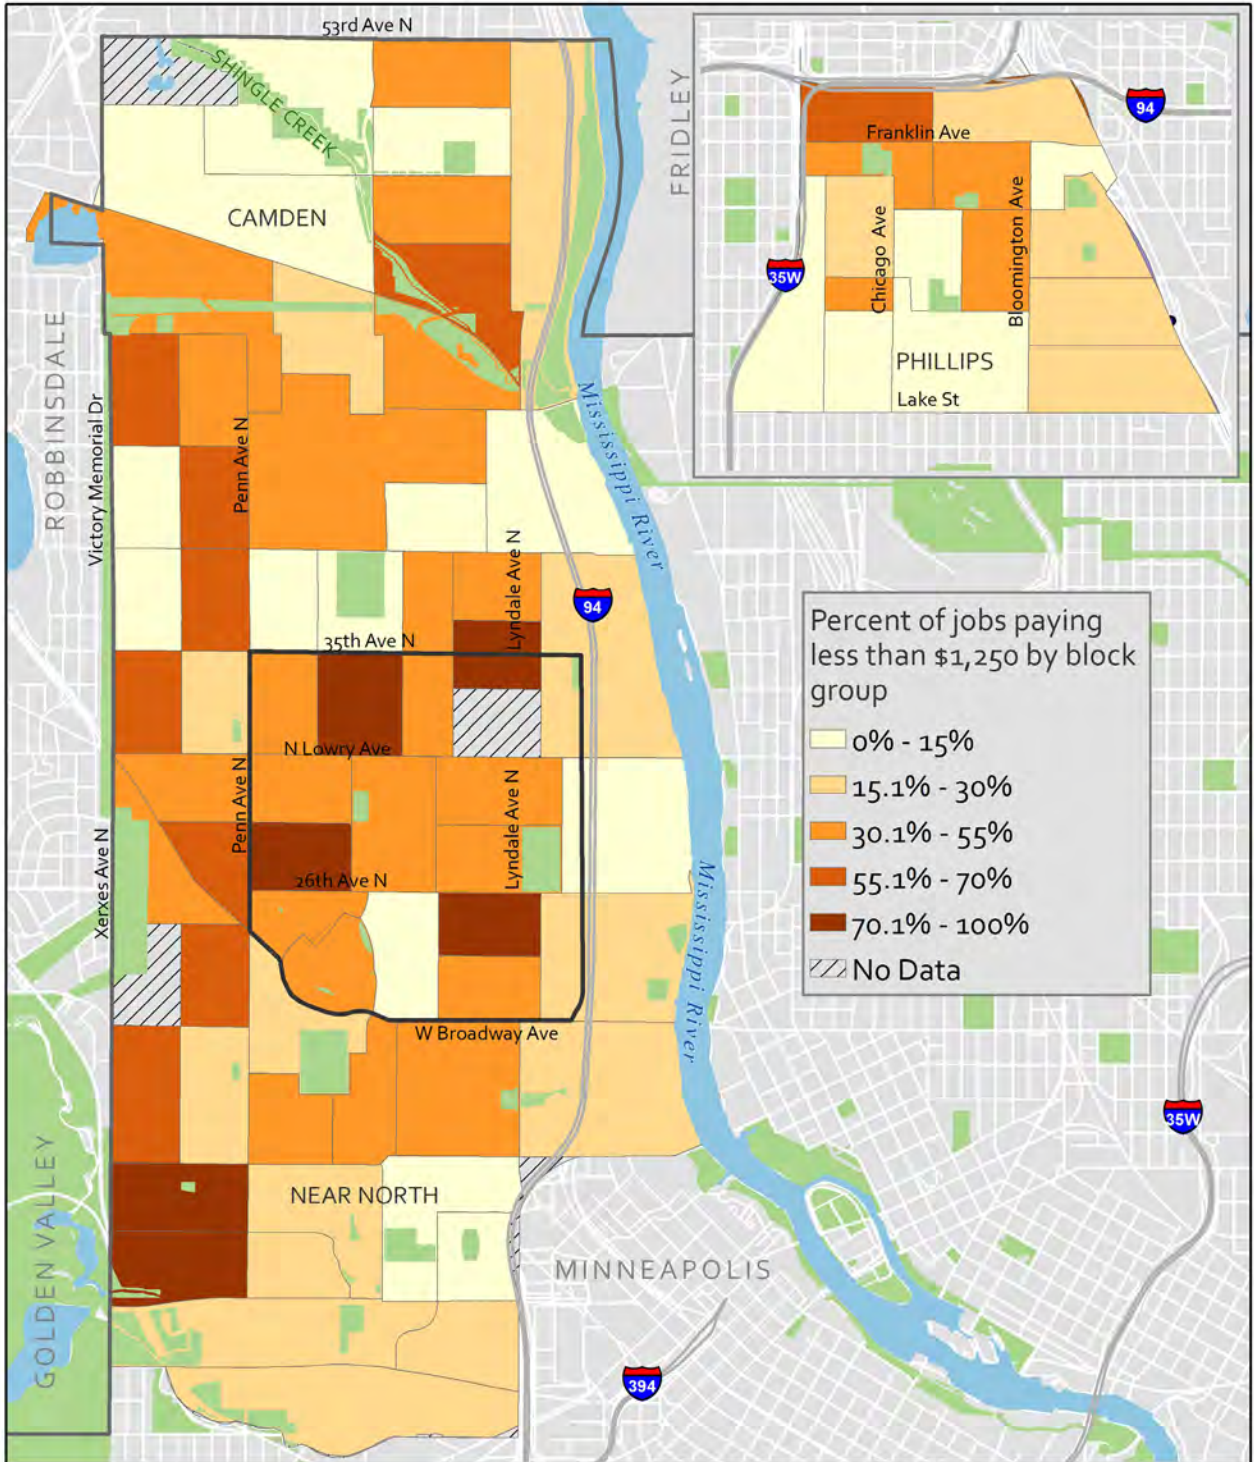 53rd Ave N
SHINGLE CREEK
FRIDLEY
94
Franklin Ave
CAMDEN
Chicago Ave
Bloomington Ave
35W
ROBBINSDALE
PHILLIPS
Lake St
Victory Memorial Dr
Penn Ave N
Mississippi River
Lyndale Ave N
94
Percent of jobs paying
less than $1,250 by block
group
0% - 15%
15.1% - 30%
30.1% - 55%
55.1% - 70%
70.1% - 100%
No Data
35th Ave N
N Lowry Ave
Penn Ave N
Lyndale Ave N
Xerxes Ave N
26th Ave N
Mississippi River
W Broadway Ave
35W
GOLDEN VALLEY
NEAR NORTH
MINNEAPOLIS
394